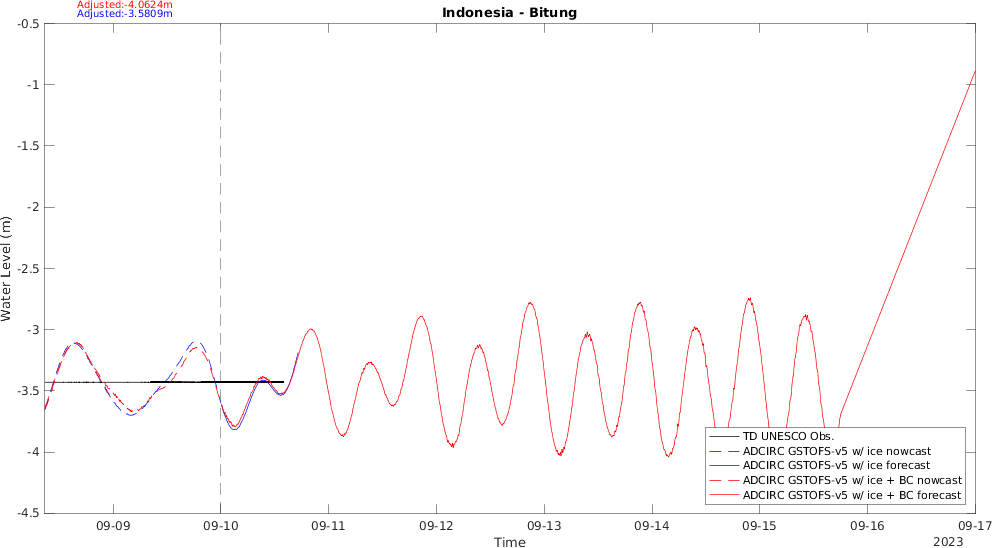 Adjusted:-4.0624m
Adjusted:-3.5809m
Indonesia - Bitung
-0.5
-1
-1.5
-2
-2.5
-3
-3.5
-4
-4.5
Water Level (m)
TD UNESCO Obs.
ADCIRC GSTOFS-v5 w/ ice nowcast
ADCIRC GSTOFS-v5 w/ ice forecast
ADCIRC GSTOFS-v5 w/ ice + BC nowcast
ADCIRC GSTOFS-v5 w/ ice + BC forecast
09-09 09-10 09-11 09-12 09-13 09-14 09-15 09-16 09-17
Time
2023